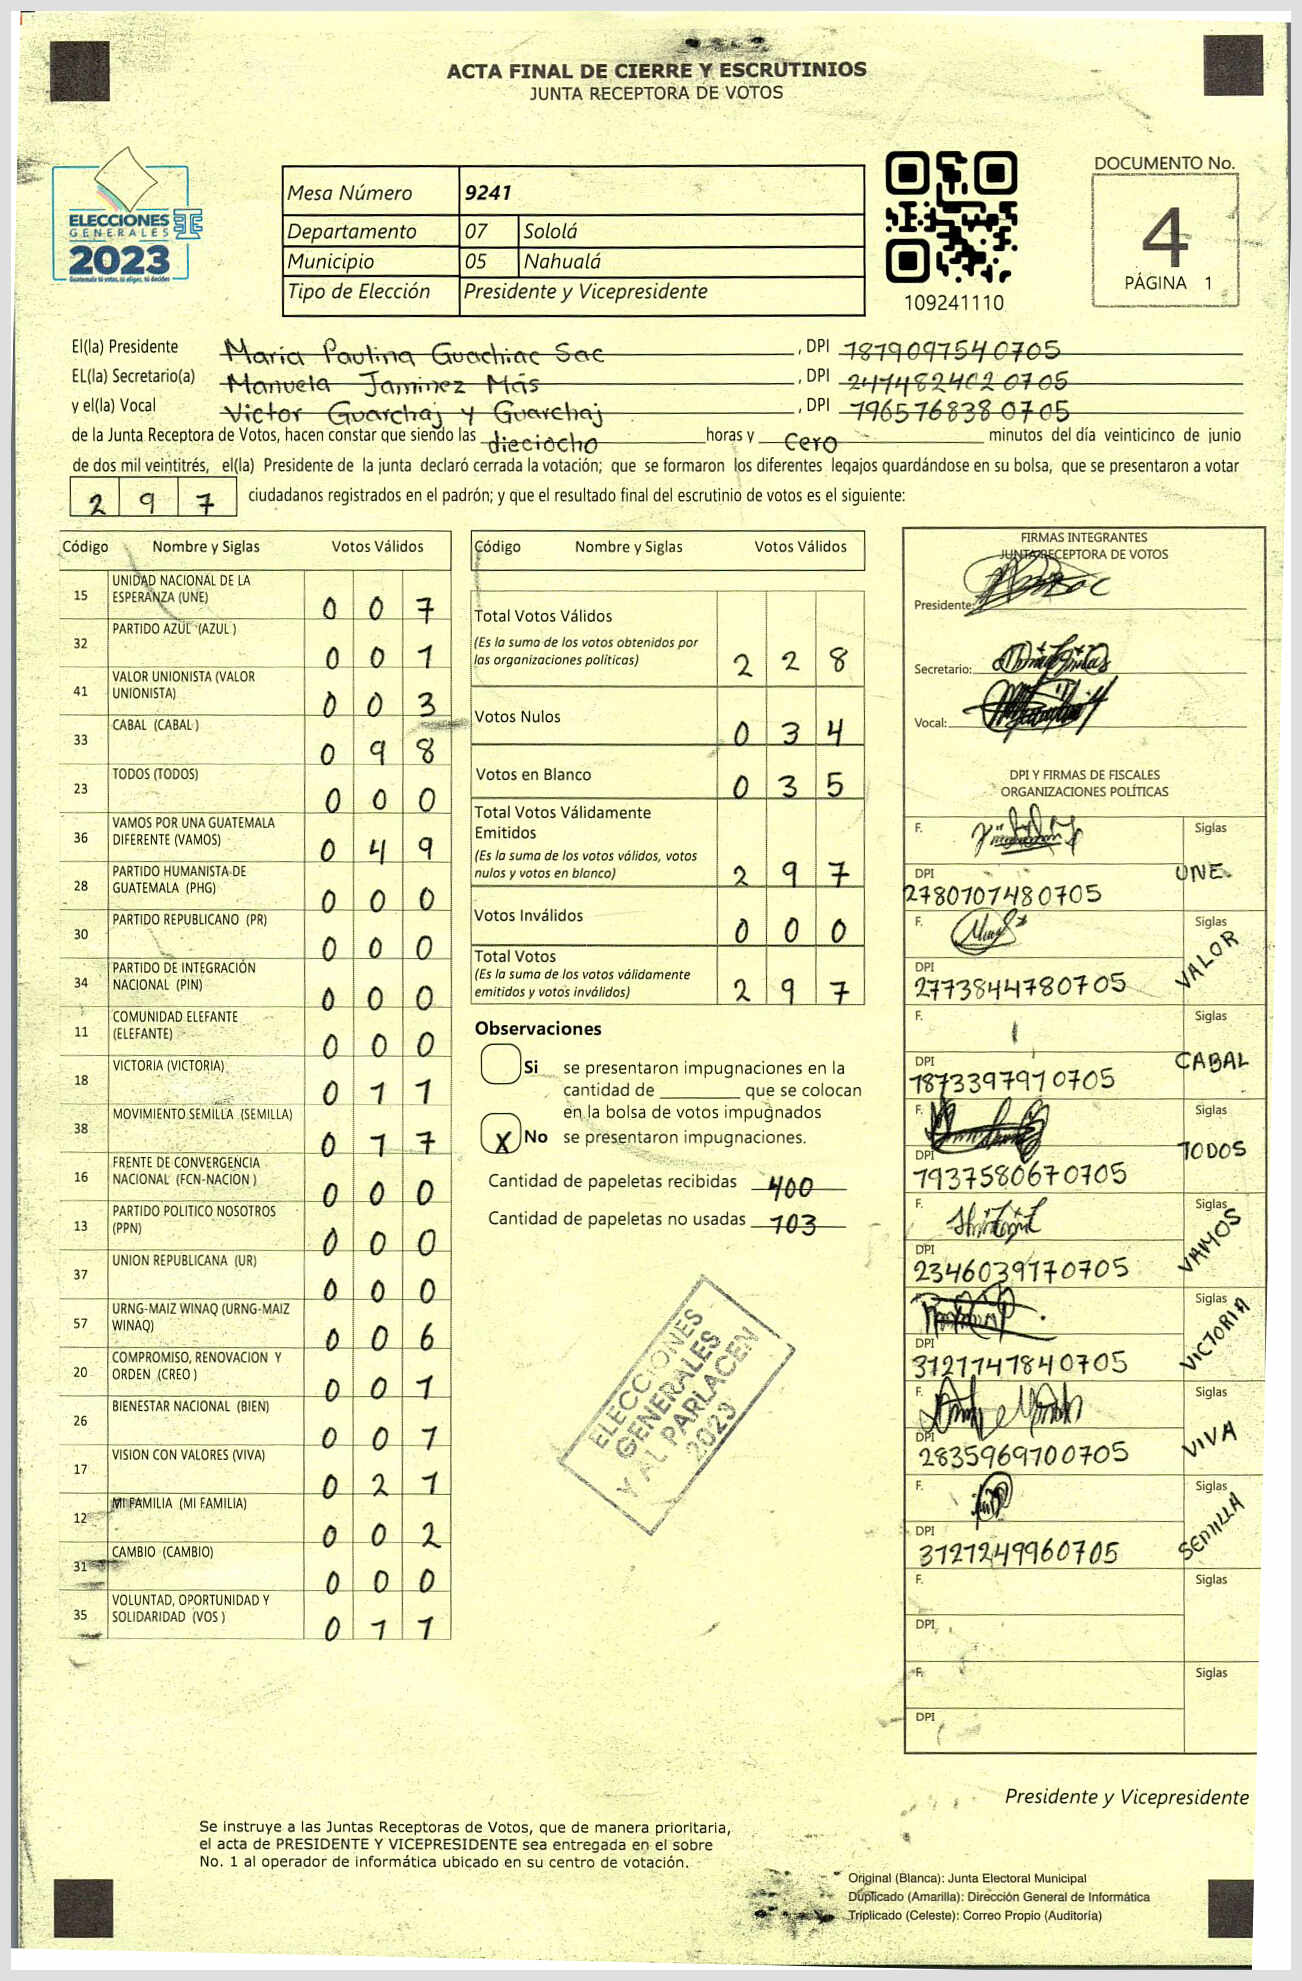 ACTA FINAL DE CIERRE Y ESCRUTINIOS
JUNTA RECEPTORA DE VOTOS
ELECCIONES
GENERALES
2023
Guatemala tú votas, tú eliges, tú decides
Mesa Número 9241
Departamento 07 Sololá
Municipio 05 Nahualá
Tipo de Elección Presidente y Vicepresidente
109241110
DOCUMENTO No.
4
PÁGINA 1
El(la) Presidente María Paulina Guachiac Sac , DPI 1879097540705
EL(la) Secretario(a) Manuela Jaminez Más , DPI 2474824020705
y el(la) Vocal Victor Guarchaj y Guarchaj , DPI 7965768380705
de la Junta Receptora de Votos, hacen constar que siendo las dieciocho horas y cero minutos del día veinticinco de junio
de dos mil veintitrés, el(la) Presidente de la junta declaró cerrada la votación; que se formaron los diferentes legajos guardándose en su bolsa, que se presentaron a votar
2 9 7 ciudadanos registrados en el padrón; y que el resultado final del escrutinio de votos es el siguiente:
Código Nombre y Siglas Votos Válidos
15 UNIDAD NACIONAL DE LA
ESPERANZA (UNE) 0 0 7
32 PARTIDO AZUL (AZUL ) 0 0 1
41 VALOR UNIONISTA (VALOR
UNIONISTA) 0 0 3
33 CABAL (CABAL ) 0 9 8
23 TODOS (TODOS) 0 0 0
36 VAMOS POR UNA GUATEMALA
DIFERENTE (VAMOS) 0 4 9
28 PARTIDO HUMANISTA DE
GUATEMALA (PHG) 0 0 0
30 PARTIDO REPUBLICANO (PR) 0 0 0
34 PARTIDO DE INTEGRACIÓN
NACIONAL (PIN) 0 0 0
11 COMUNIDAD ELEFANTE
(ELEFANTE) 0 0 0
18 VICTORIA (VICTORIA) 0 1 1
38 MOVIMIENTO SEMILLA (SEMILLA) 0 1 7
16 FRENTE DE CONVERGENCIA
NACIONAL (FCN-NACION ) 0 0 0
13 PARTIDO POLITICO NOSOTROS
(PPN) 0 0 0
37 UNION REPUBLICANA (UR) 0 0 0
57 URNG-MAIZ WINAQ (URNG-MAIZ
WINAQ) 0 0 6
20 COMPROMISO, RENOVACION Y
ORDEN (CREO ) 0 0 1
26 BIENESTAR NACIONAL (BIEN) 0 0 1
17 VISION CON VALORES (VIVA) 0 2 1
12 MI FAMILIA (MI FAMILIA) 0 0 2
31 CAMBIO (CAMBIO) 0 0 0
35 VOLUNTAD, OPORTUNIDAD Y
SOLIDARIDAD (VOS ) 0 1 1
Código Nombre y Siglas Votos Válidos
Total Votos Válidos
(Es la suma de los votos obtenidos por
las organizaciones políticas) 2 2 8
Votos Nulos 0 3 4
Votos en Blanco 0 3 5
Total Votos Válidamente
Emitidos
(Es la suma de los votos válidos, votos
nulos y votos en blanco) 2 9 7
Votos Inválidos 0 0 0
Total Votos
(Es la suma de los votos válidamente
emitidos y votos inválidos) 2 9 7
Observaciones
Si se presentaron impugnaciones en la
cantidad de ________ que se colocan
en la bolsa de votos impugnados
X No se presentaron impugnaciones.
Cantidad de papeletas recibidas 400
Cantidad de papeletas no usadas 103
ELECCIONES
GENERALES
Y AL PARLACEN
2023
FIRMAS INTEGRANTES
JUNTA RECEPTORA DE VOTOS
Presidente:
Secretario:
Vocal:
DPI Y FIRMAS DE FISCALES
ORGANIZACIONES POLÍTICAS
F. Siglas
DPI UNE.
2780707480705
F. Siglas
DPI VALOR
2773844780705
F. Siglas
DPI CABAL
1873397910705
F. Siglas
DPI TODOS
7937580670705
F. Siglas
DPI VAMOS
2346039170705
F. Siglas
DPI VICTORIA
3121747840705
F. Siglas
DPI VIVA
2835969700705
F. Siglas
DPI SEMILLA
3121249960705
F. Siglas
DPI
F. Siglas
DPI
Presidente y Vicepresidente
Se instruye a las Juntas Receptoras de Votos, que de manera prioritaria,
el acta de PRESIDENTE Y VICEPRESIDENTE sea entregada en el sobre
No. 1 al operador de informática ubicado en su centro de votación.
Original (Blanca): Junta Electoral Municipal
Duplicado (Amarilla): Dirección General de Informática
Triplicado (Celeste): Correo Propio (Auditoría)